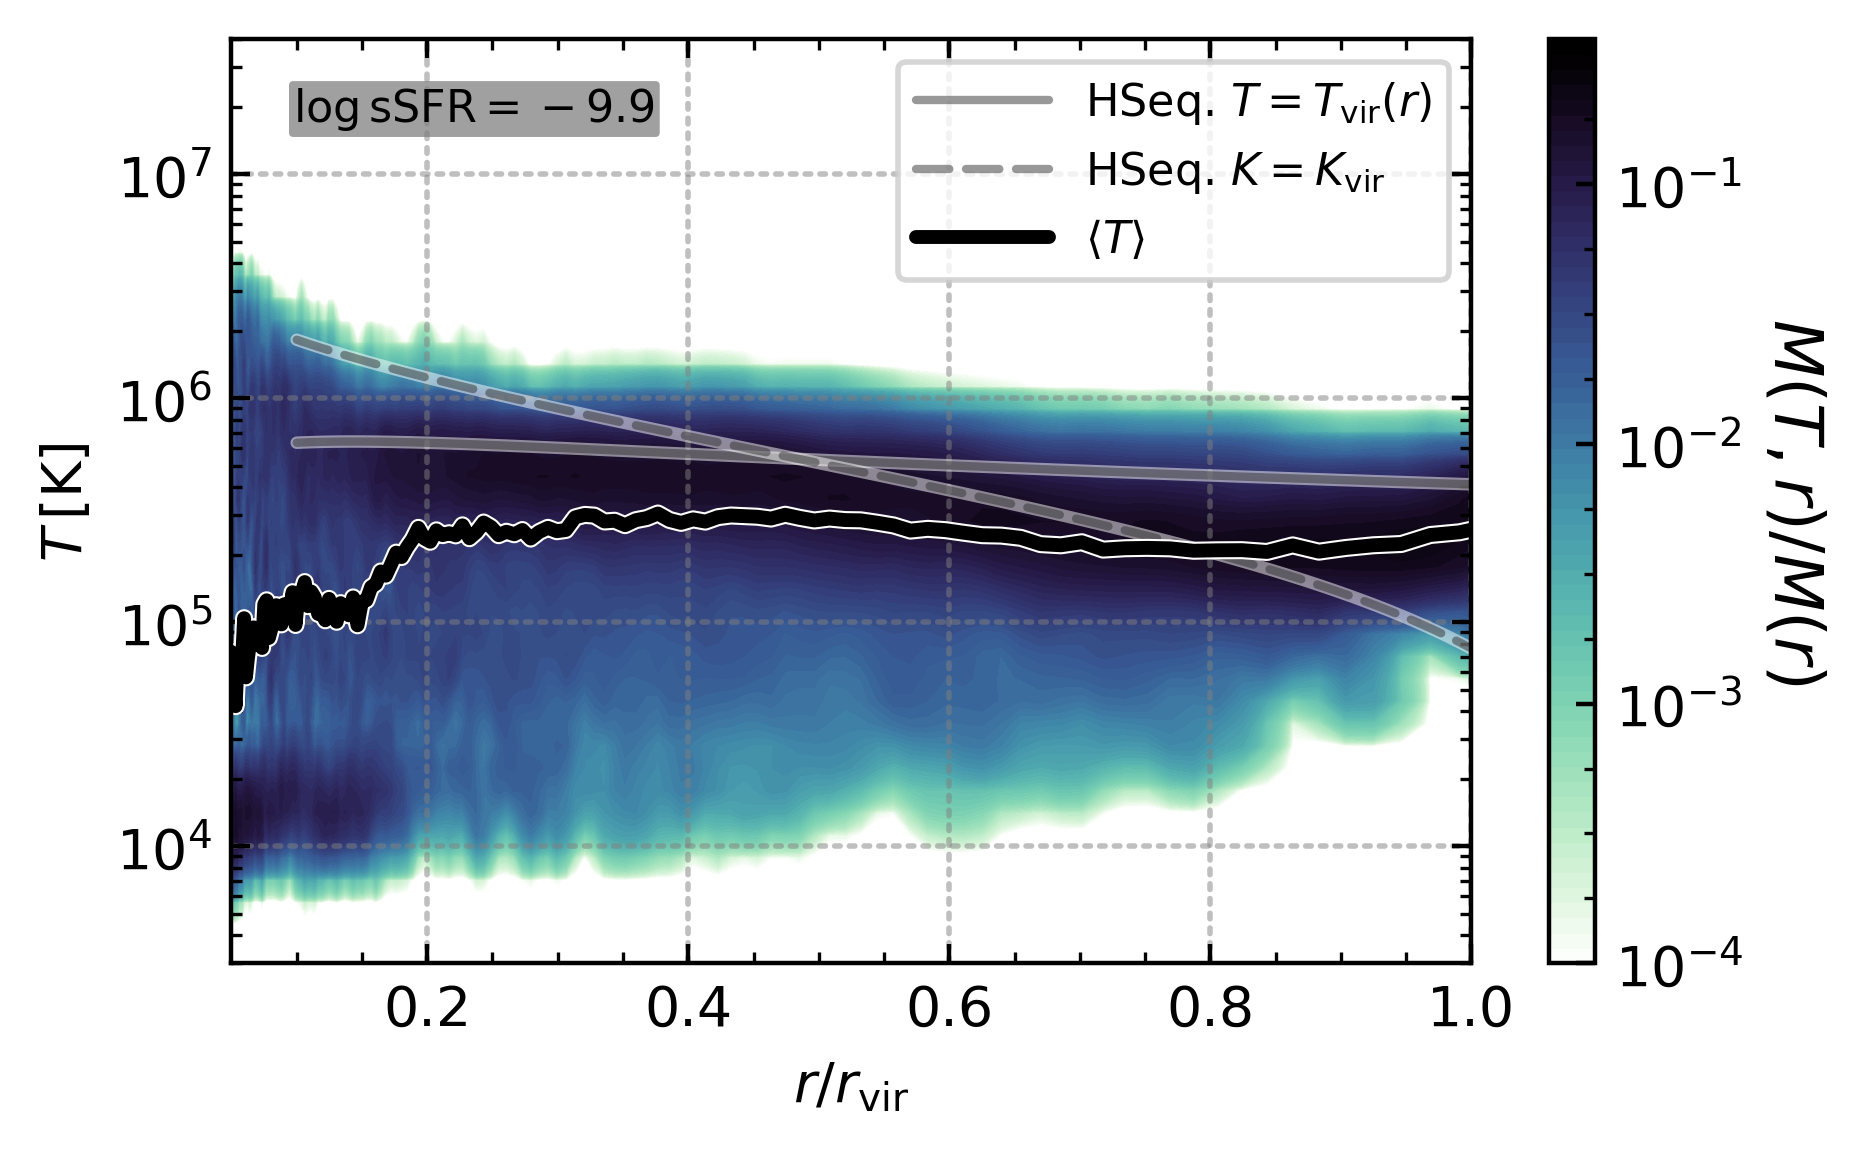 log sSFR = −9.9
HSeq. T = T_vir(r)
HSeq. K = K_vir
⟨T⟩
10^7
10^6
10^5
10^4
T [K]
0.2 0.4 0.6 0.8 1.0
r/r_vir
10^−1
10^−2
10^−3
10^−4
M(T, r)/M(r)